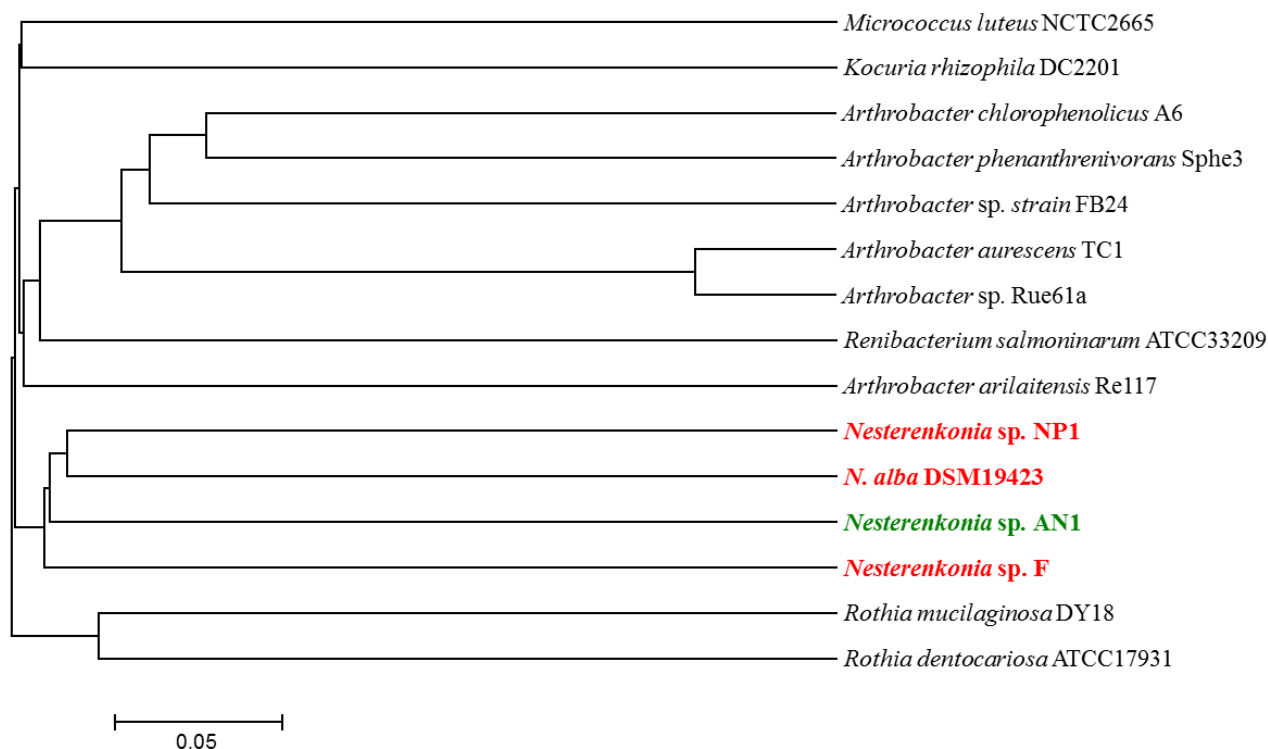 Micrococcus luteus NCTC2665
Kocuria rhizophila DC2201
Arthrobacter chlorophenolicus A6
Arthrobacter phenanthrenivorans Sphe3
Arthrobacter sp. strain FB24
Arthrobacter aurescens TC1
Arthrobacter sp. Rue61a
Renibacterium salmoninarum ATCC33209
Arthrobacter arilaitensis Re117
Nesterenkonia sp. NP1
N. alba DSM19423
Nesterenkonia sp. AN1
Nesterenkonia sp. F
Rothia mucilaginosa DY18
Rothia dentocariosa ATCC17931
0.05